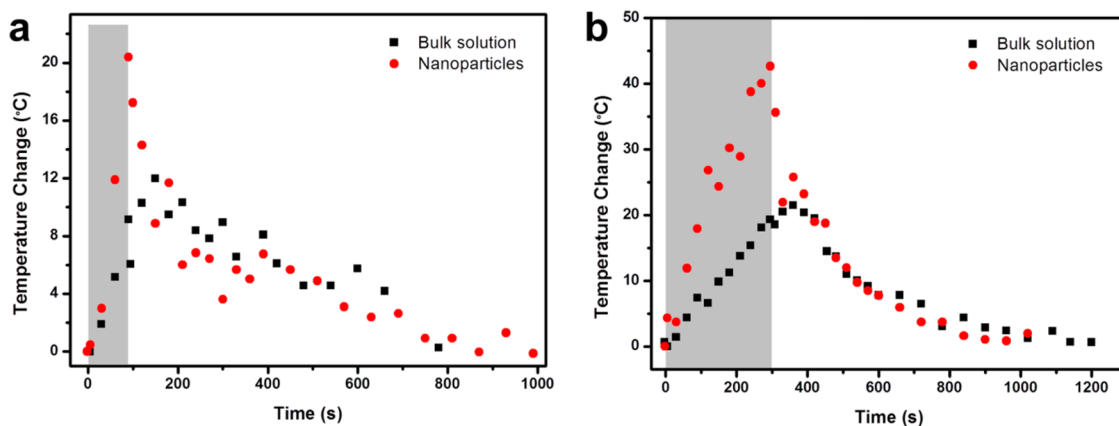 a
Temperature Change (°C)
20
16
12
8
4
0
0
200
400
600
800
1000
Time (s)
Bulk solution
Nanoparticles
b
Temperature Change (°C)
50
40
30
20
10
0
0
200
400
600
800
1000
1200
Time (s)
Bulk solution
Nanoparticles